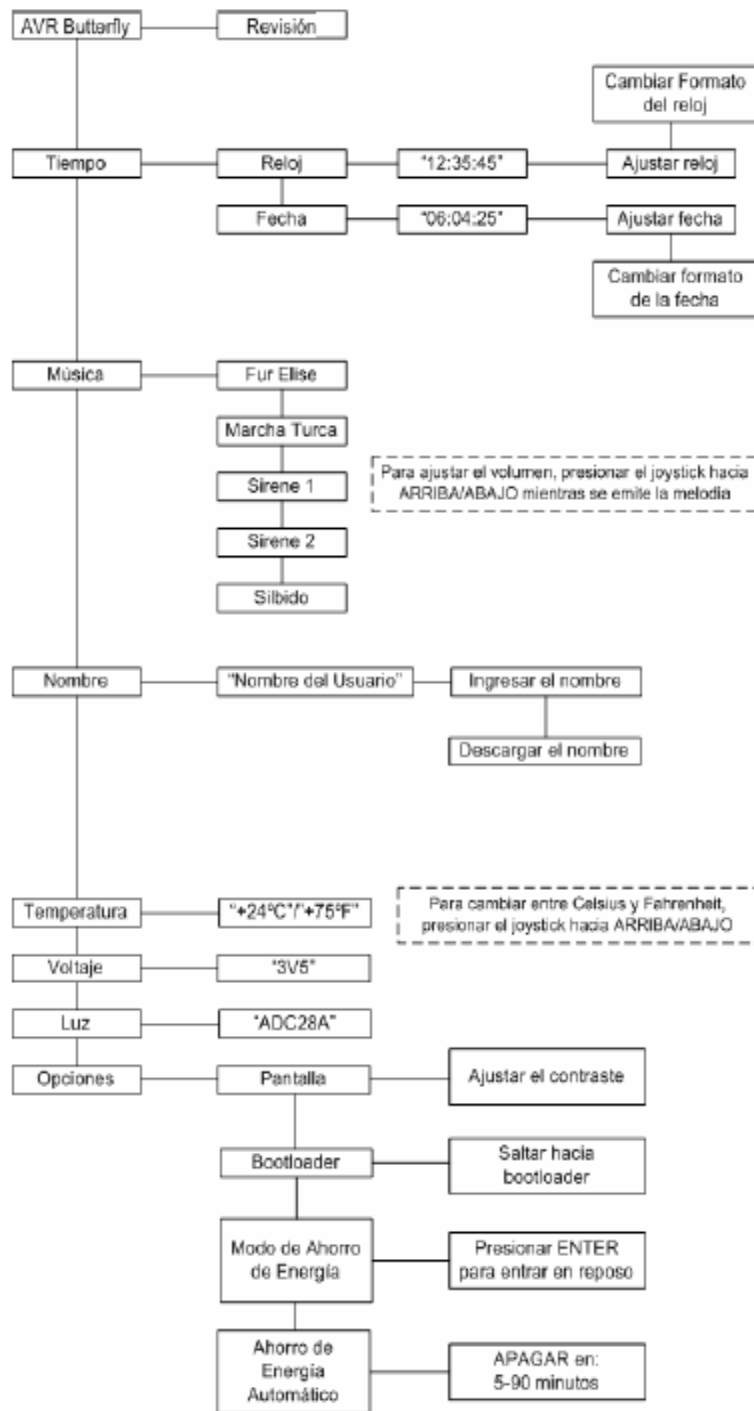 AVR Butterfly
Revisión
Cambiar Formato
del reloj
Tiempo
Reloj
"12:35:45"
Ajustar reloj
Fecha
"06:04:25"
Ajustar fecha
Cambiar formato
de la fecha
Música
Fur Elise
Marcha Turca
Para ajustar el volumen, presionar el joystick hacia
ARRIBA/ABAJO mientras se emite la melodia
Sirene 1
Sirene 2
Silbido
Nombre
"Nombre del Usuario"
Ingresar el nombre
Descargar el nombre
Temperatura
"+24ºC"/"+75ºF"
Para cambiar entre Celsius y Fahrenheit,
presionar el joystick hacia ARRIBA/ABAJO
Voltaje
"3V5"
Luz
"ADC28A"
Opciones
Pantalla
Ajustar el contraste
Bootloader
Saltar hacia
bootloader
Modo de Ahorro
de Energía
Presionar ENTER
para entrar en reposo
Ahorro de
Energía
Automático
APAGAR en:
5-90 minutos